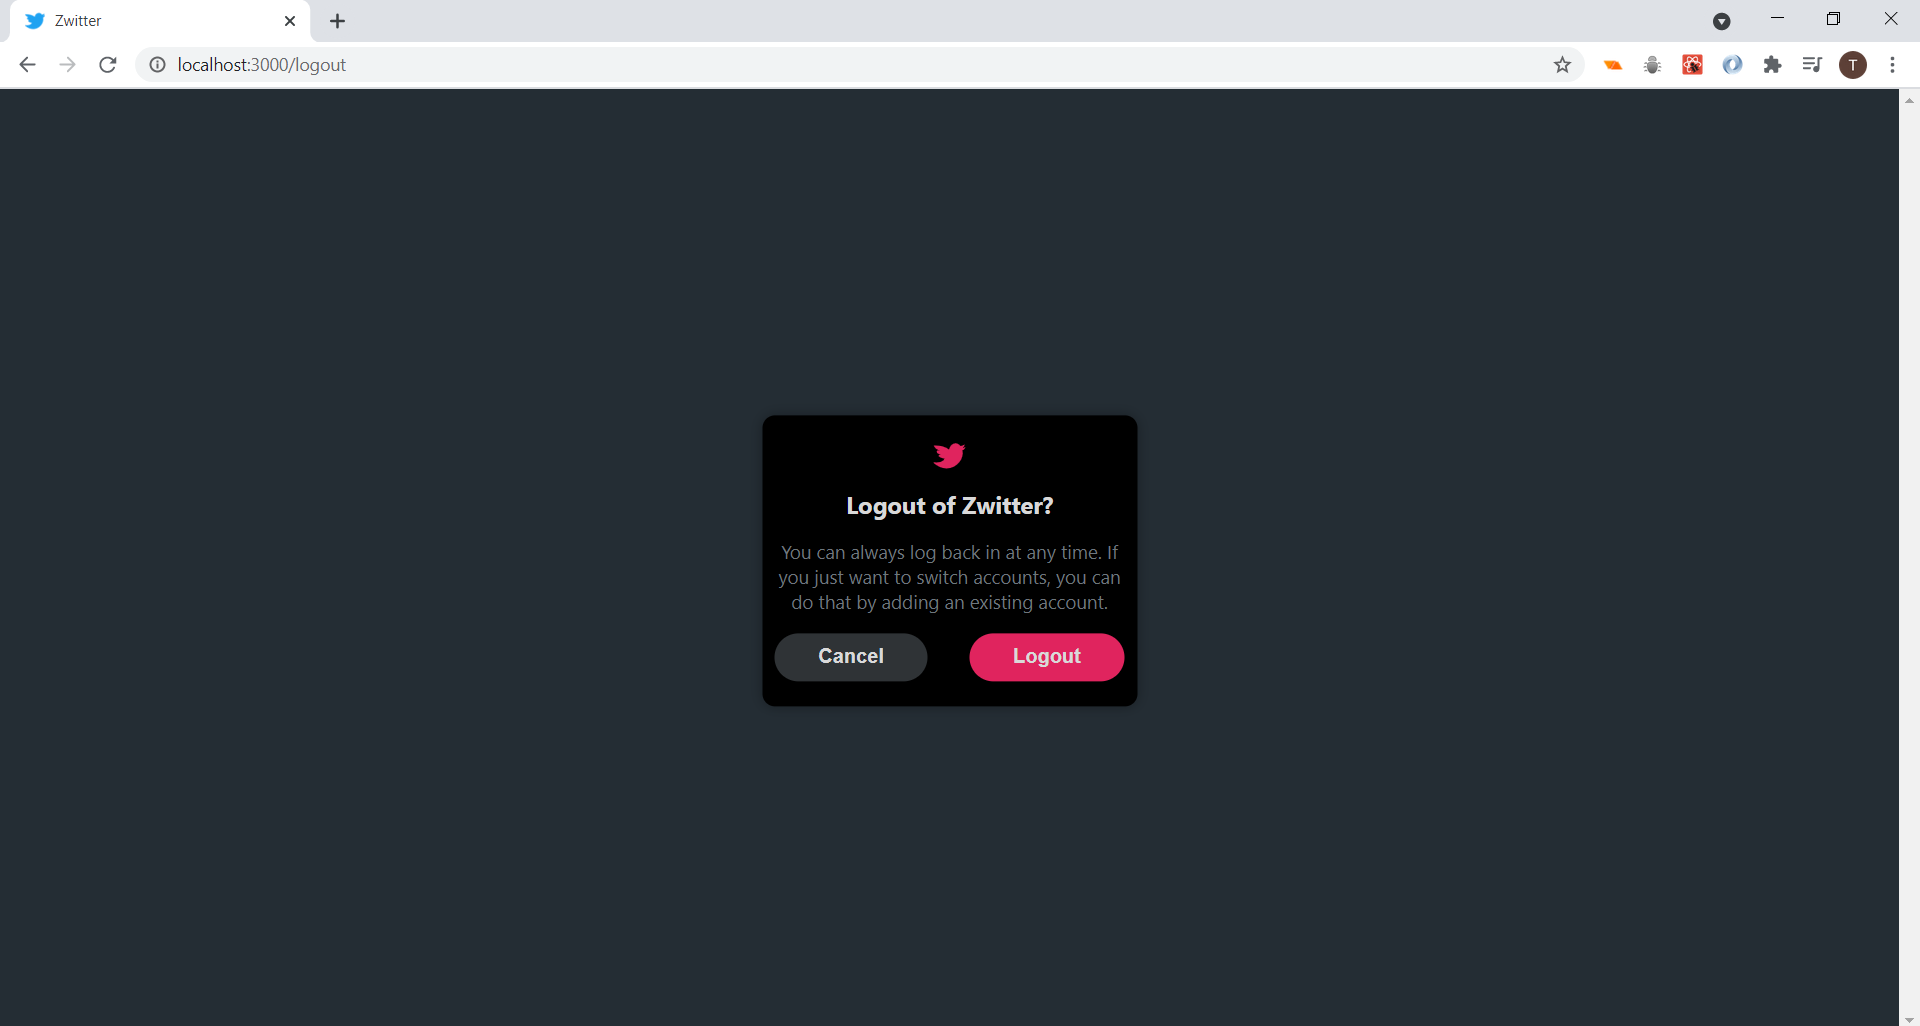 Zwitter
localhost:3000/logout
T
Logout of Zwitter?
You can always log back in at any time. If
you just want to switch accounts, you can
do that by adding an existing account.
Cancel
Logout